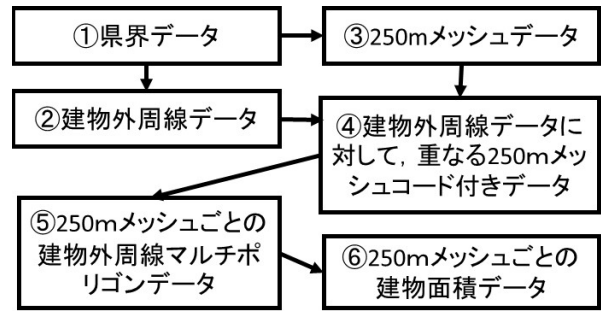 ①県界データ
③250mメッシュデータ
②建物外周線データ
④建物外周線データに
対して，重なる250mメッ
シュコード付きデータ
⑤250mメッシュごとの
建物外周線マルチポ
リゴンデータ
⑥250mメッシュごとの
建物面積データ